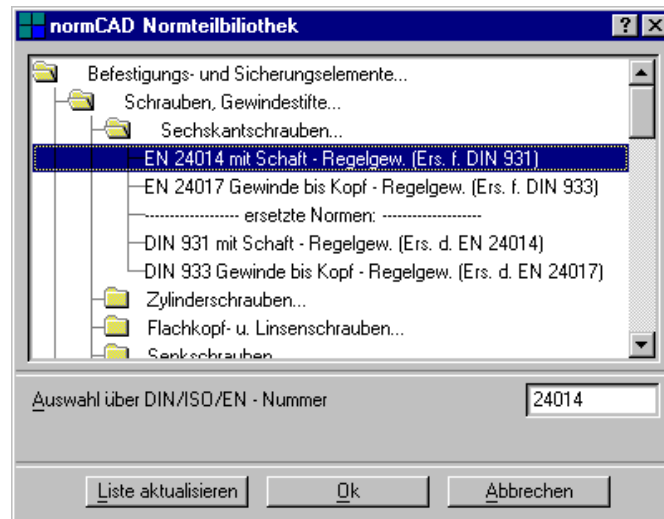 normCAD Normteilbiliothek
Befestigungs- und Sicherungselemente...
Schrauben, Gewindestifte...
Sechskantschrauben...
EN 24014 mit Schaft - Regelgew. (Ers. f. DIN 931)
EN 24017 Gewinde bis Kopf - Regelgew. (Ers. f. DIN 933)
------------------ ersetzte Normen: -------------------
DIN 931 mit Schaft - Regelgew. (Ers. d. EN 24014)
DIN 933 Gewinde bis Kopf - Regelgew. (Ers. d. EN 24017)
Zylinderschrauben...
Flachkopf- u. Linsenschrauben...
Senkschrauben
Auswahl über DIN/ISO/EN - Nummer 24014
Liste aktualisieren Ok Abbrechen